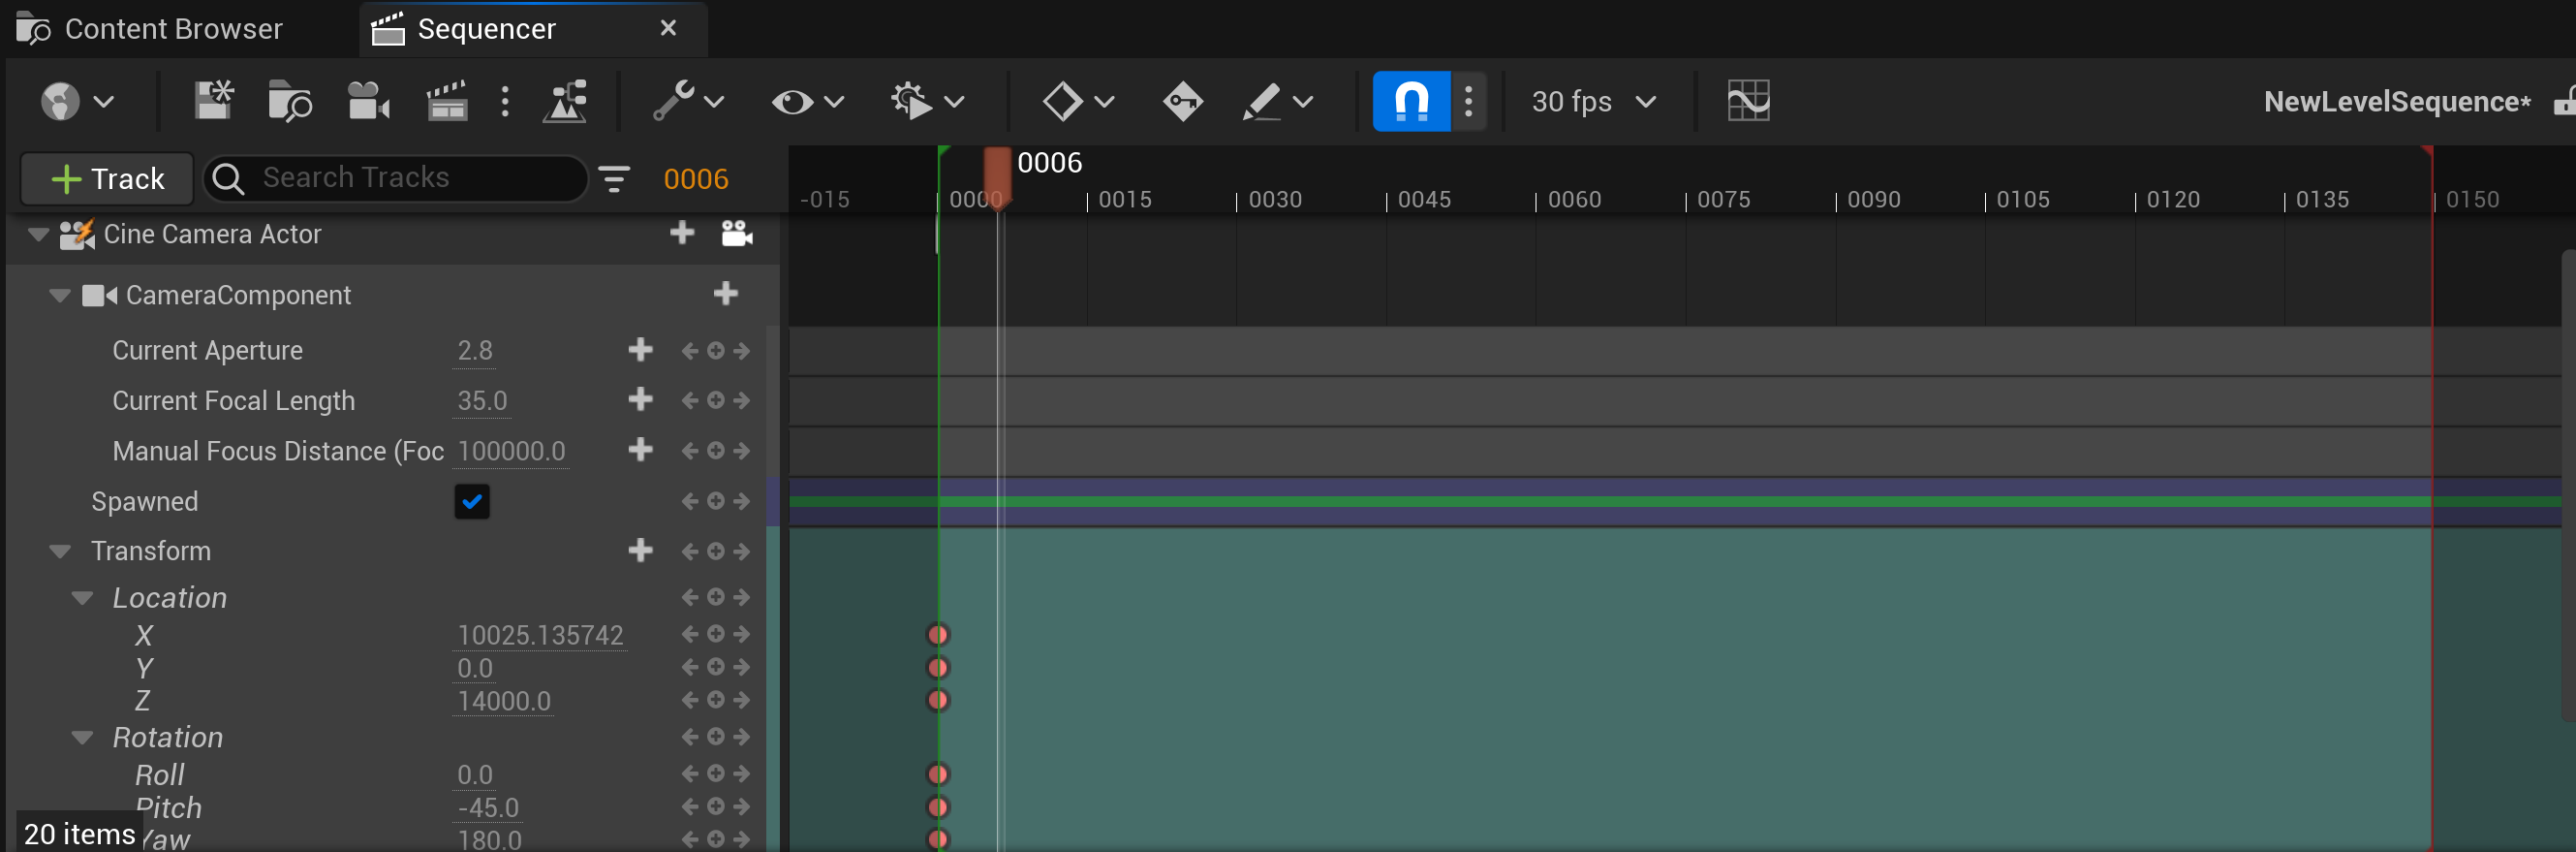 Content Browser
Sequencer
30 fps
NewLevelSequence*
Track
Search Tracks
0006
0006
-015
0000
0015
0030
0045
0060
0075
0090
0105
0120
0135
0150
Cine Camera Actor
CameraComponent
Current Aperture 2.8
Current Focal Length 35.0
Manual Focus Distance (Foc 100000.0
Spawned
Transform
Location
X 10025.135742
Y 0.0
Z 14000.0
Rotation
Roll 0.0
Pitch -45.0
Yaw 180.0
20 items